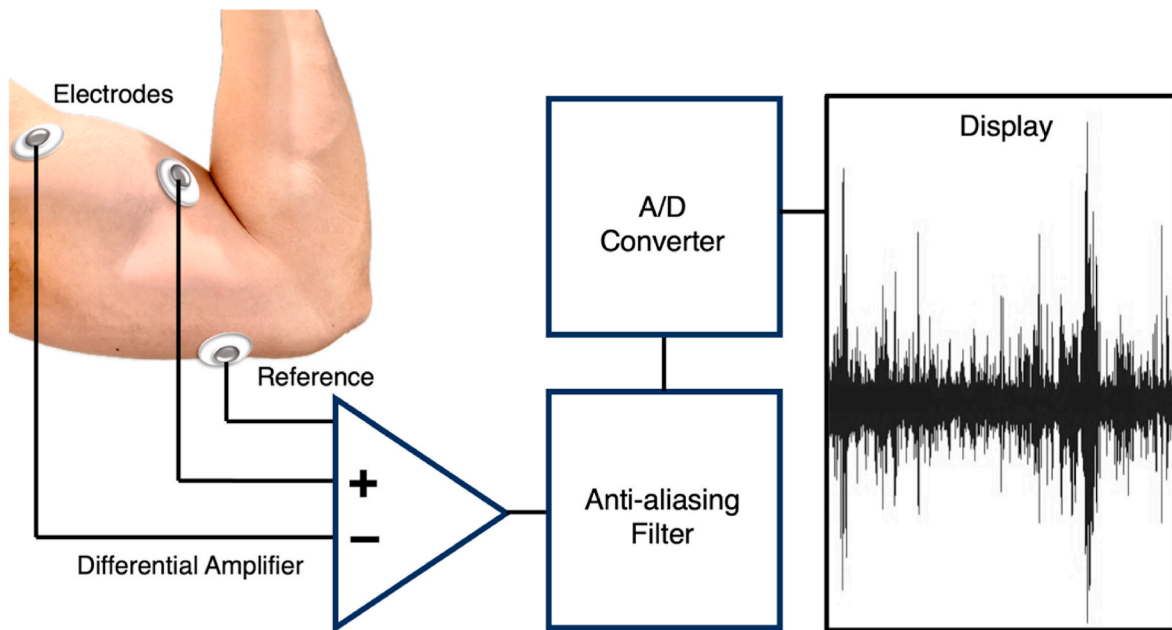 Electrodes
Reference
+
−
Differential Amplifier
Anti-aliasing
Filter
A/D
Converter
Display